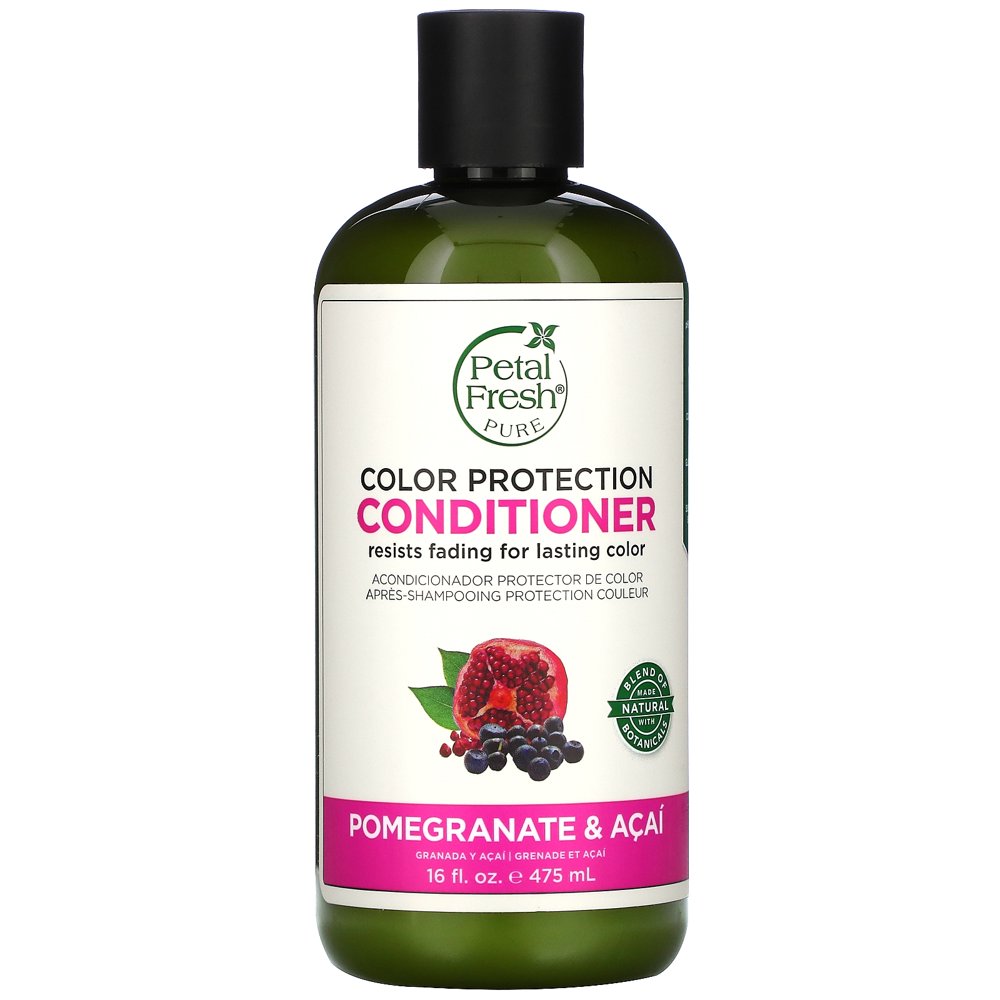 Petal
Fresh®
PURE
COLOR PROTECTION
CONDITIONER
resists fading for lasting color
ACONDICIONADOR PROTECTOR DE COLOR
APRÈS-SHAMPOOING PROTECTION COULEUR
BLEND OF
MADE
NATURAL
WITH
BOTANICALS
POMEGRANATE & AÇAÍ
GRANADA Y AÇAÍ | GRENADE ET AÇAÍ
16 fl. oz. ℮ 475 mL